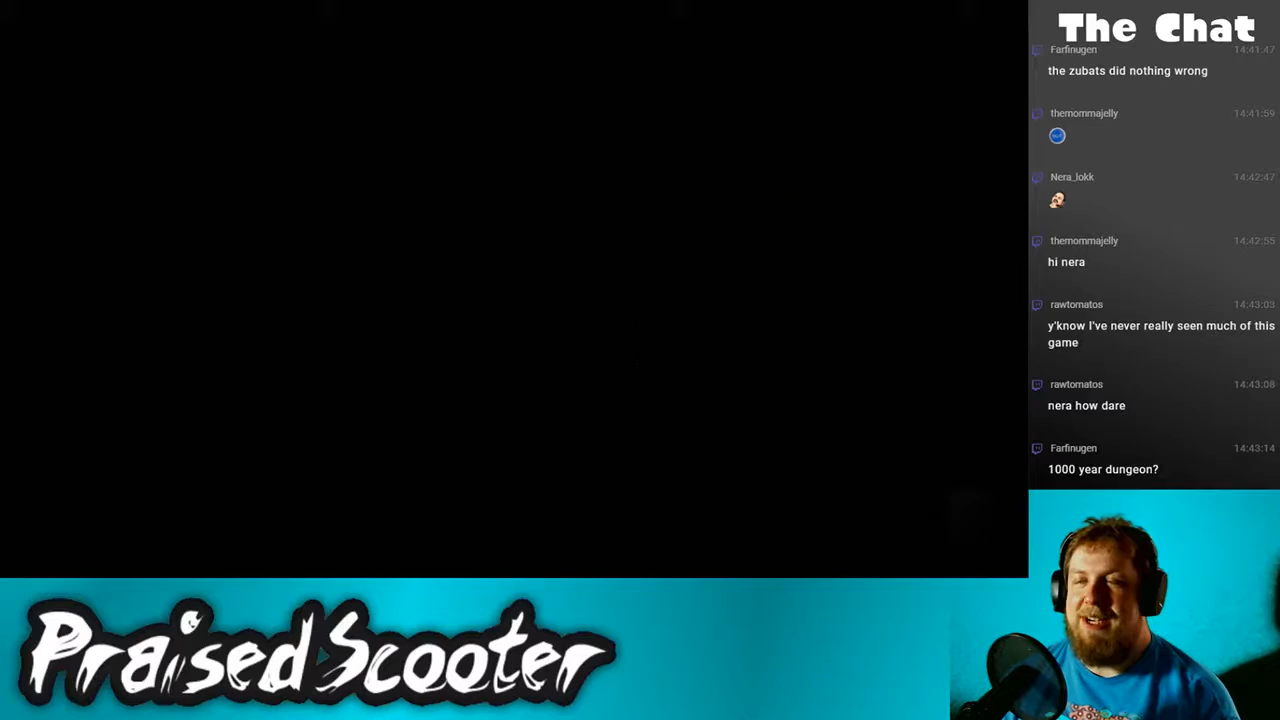 The Chat
Farfinugen 14:41:47
the zubats did nothing wrong
themommajelly 14:41:59
Nera_lokk 14:42:47
themommajelly 14:42:55
hi nera
rawtomatos 14:43:03
y'know I've never really seen much of this
game
rawtomatos 14:43:08
nera how dare
Farfinugen 14:43:14
1000 year dungeon?
PraisedScooter